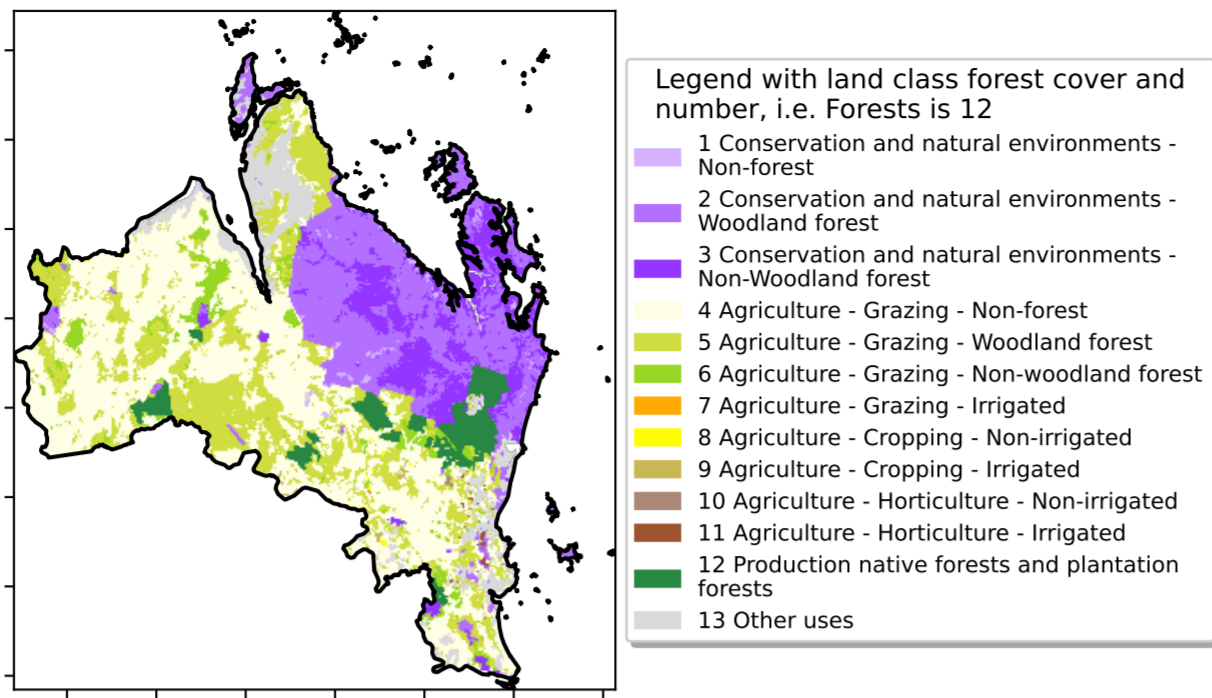 Legend with land class forest cover and
number, i.e. Forests is 12
1 Conservation and natural environments -
Non-forest
2 Conservation and natural environments -
Woodland forest
3 Conservation and natural environments -
Non-Woodland forest
4 Agriculture - Grazing - Non-forest
5 Agriculture - Grazing - Woodland forest
6 Agriculture - Grazing - Non-woodland forest
7 Agriculture - Grazing - Irrigated
8 Agriculture - Cropping - Non-irrigated
9 Agriculture - Cropping - Irrigated
10 Agriculture - Horticulture - Non-irrigated
11 Agriculture - Horticulture - Irrigated
12 Production native forests and plantation
forests
13 Other uses